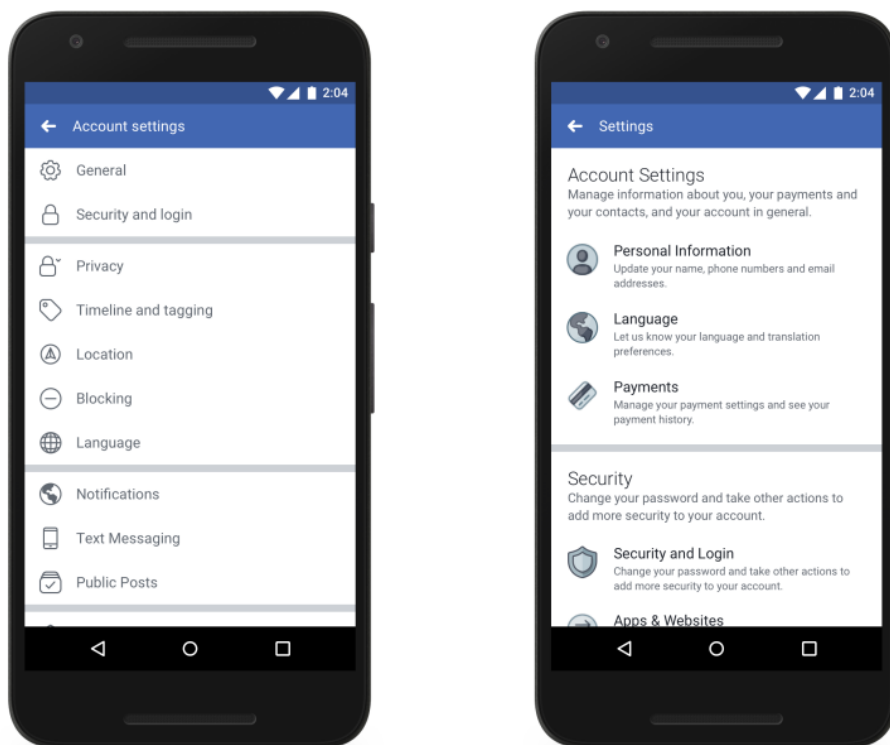 2:04
Account settings
General
Security and login
Privacy
Timeline and tagging
Location
Blocking
Language
Notifications
Text Messaging
Public Posts
2:04
Settings
Account Settings
Manage information about you, your payments and
your contacts, and your account in general.
Personal Information
Update your name, phone numbers and email
addresses.
Language
Let us know your language and translation
preferences.
Payments
Manage your payment settings and see your
payment history.
Security
Change your password and take other actions to
add more security to your account.
Security and Login
Change your password and take other actions to
add more security to your account.
Apps & Websites